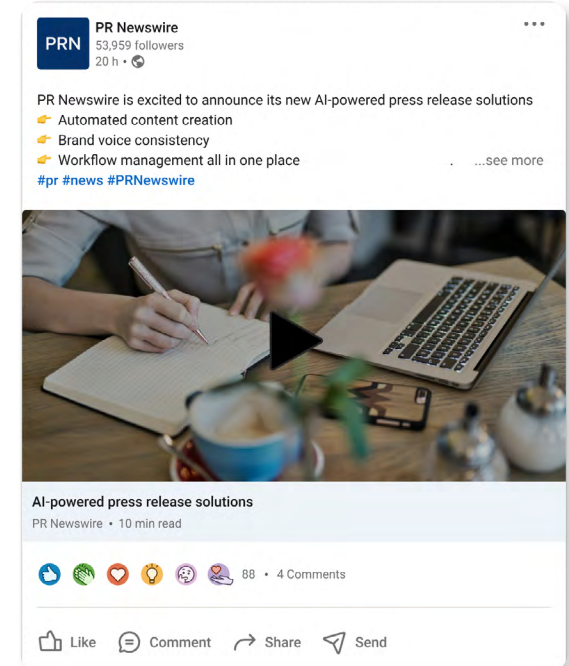 PRN
PR Newswire
53,959 followers
20 h •
PR Newswire is excited to announce its new AI-powered press release solutions
👉 Automated content creation
👉 Brand voice consistency
👉 Workflow management all in one place . ...see more
#pr #news #PRNewswire
AI-powered press release solutions
PR Newswire • 10 min read
88 • 4 Comments
Like Comment Share Send